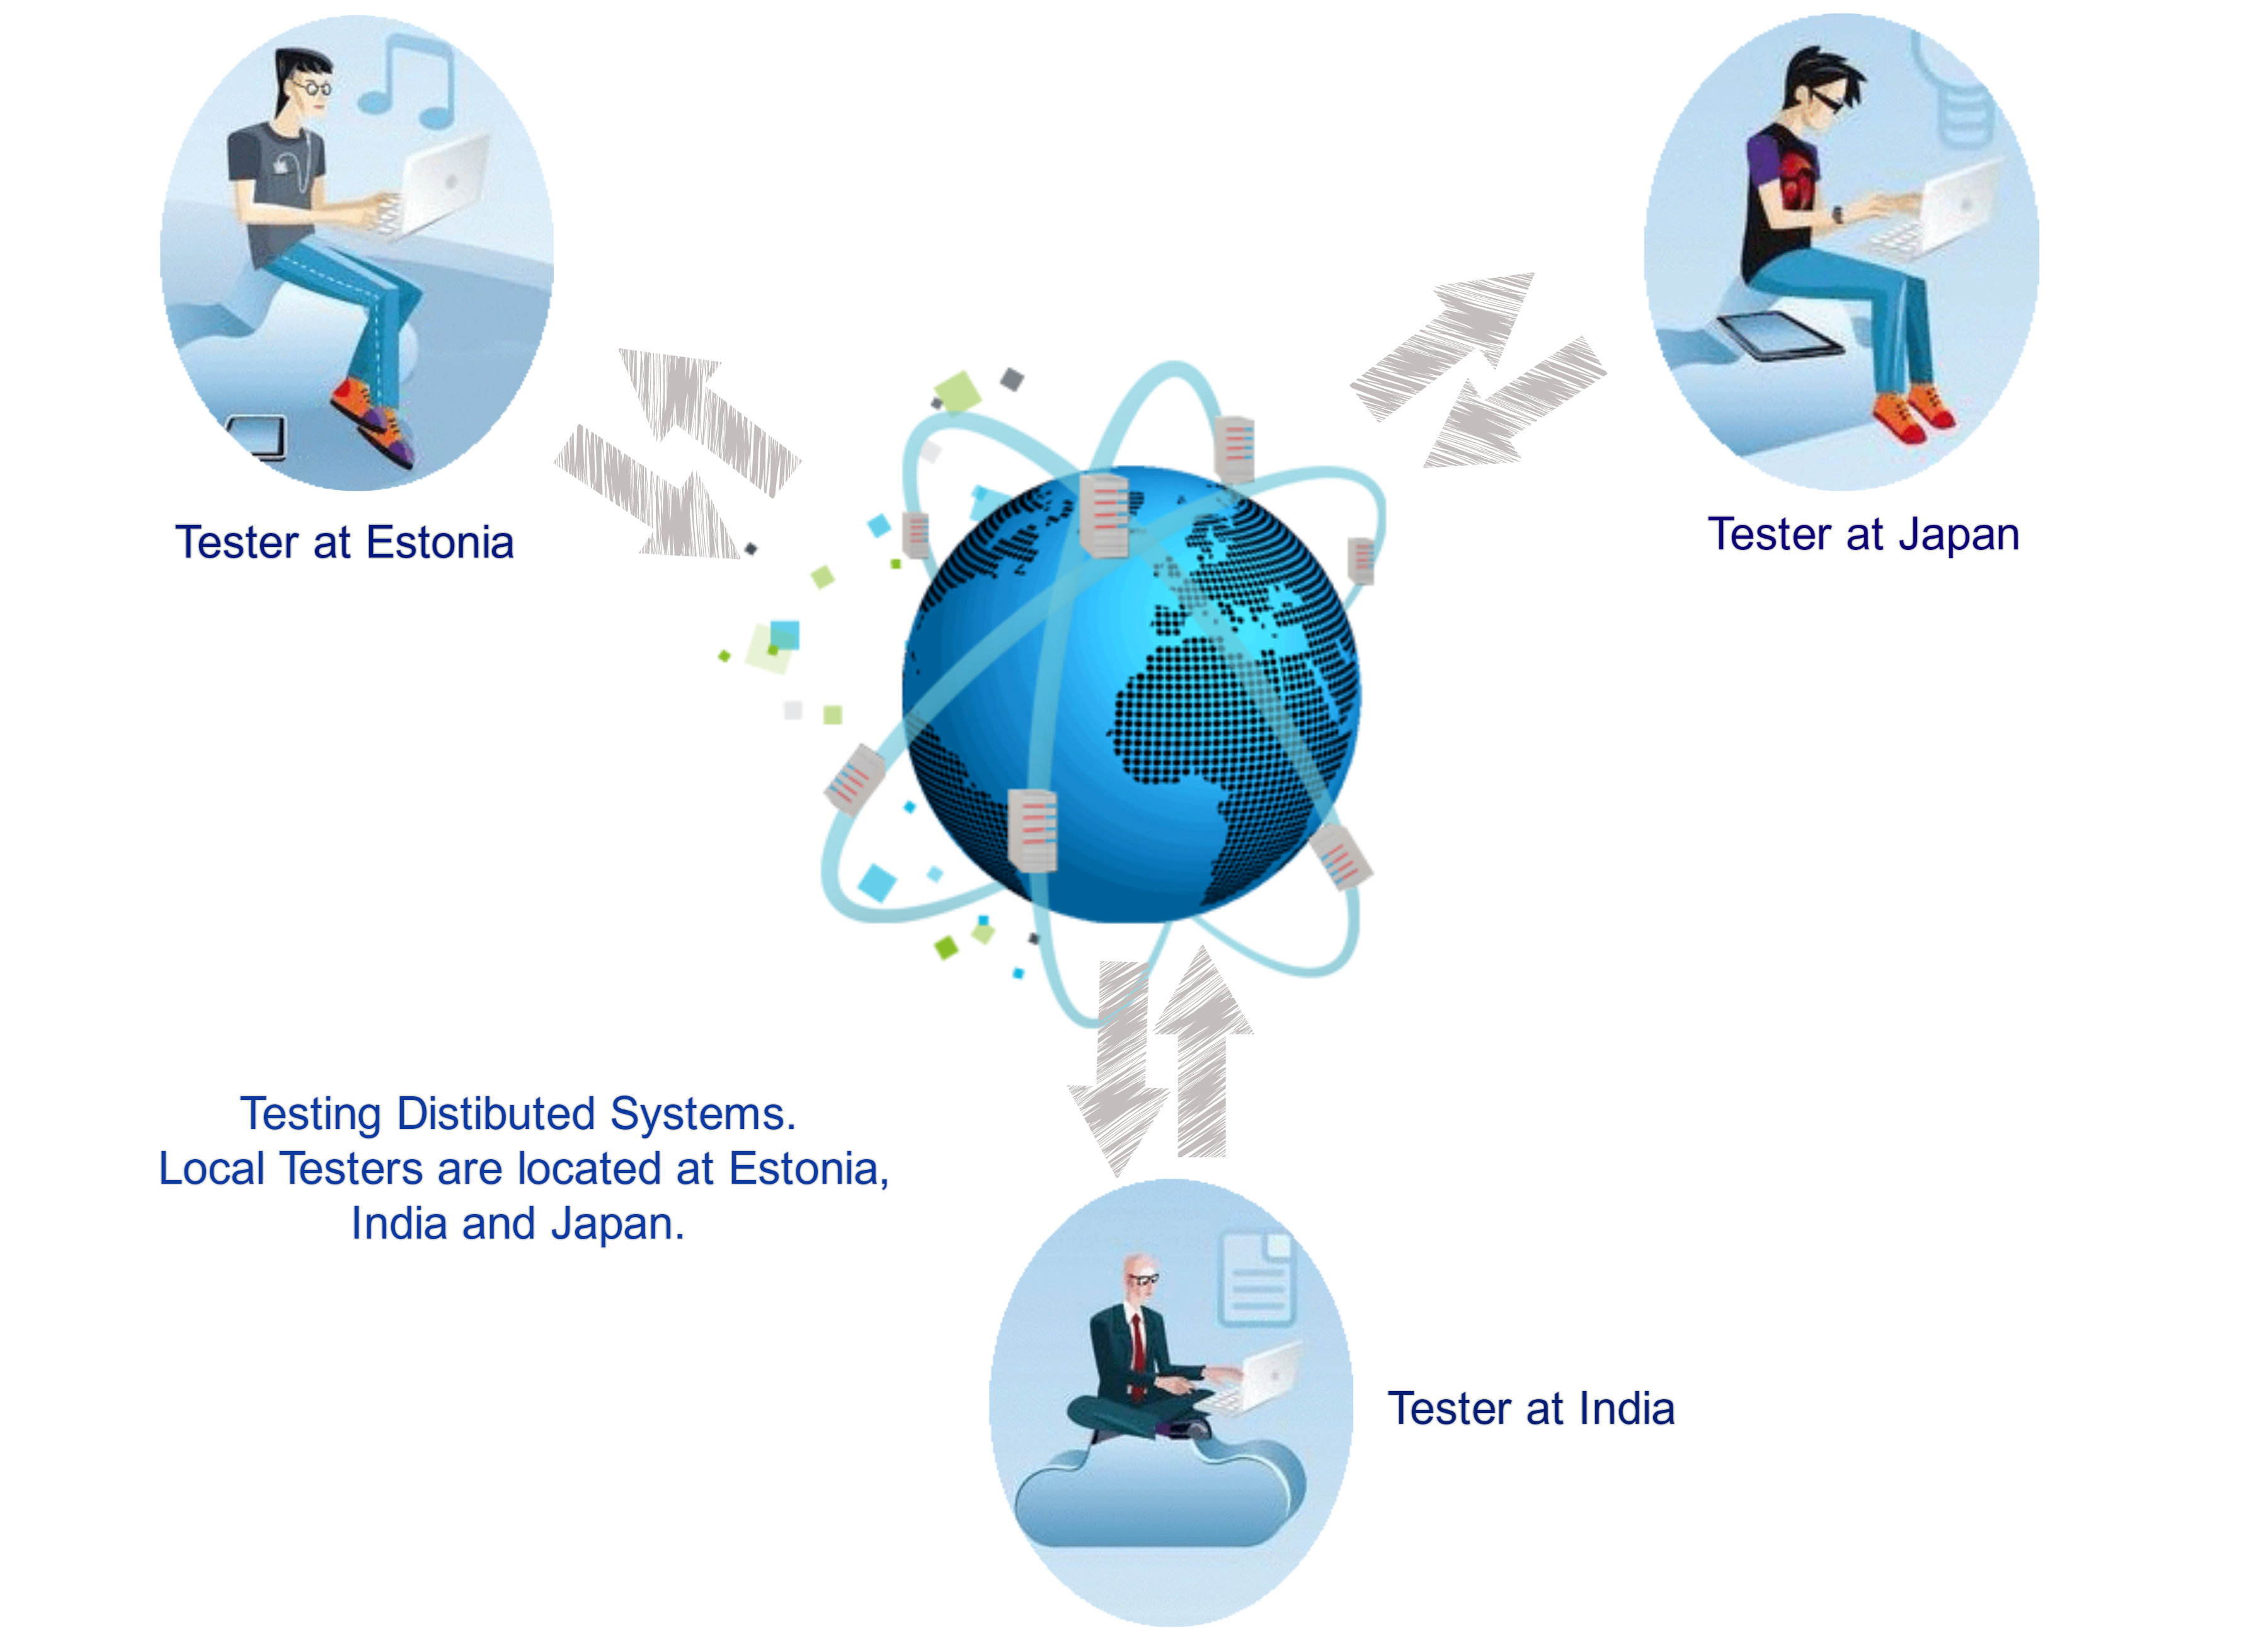 Tester at Estonia
Tester at Japan
Testing Distibuted Systems.
Local Testers are located at Estonia,
India and Japan.
Tester at India